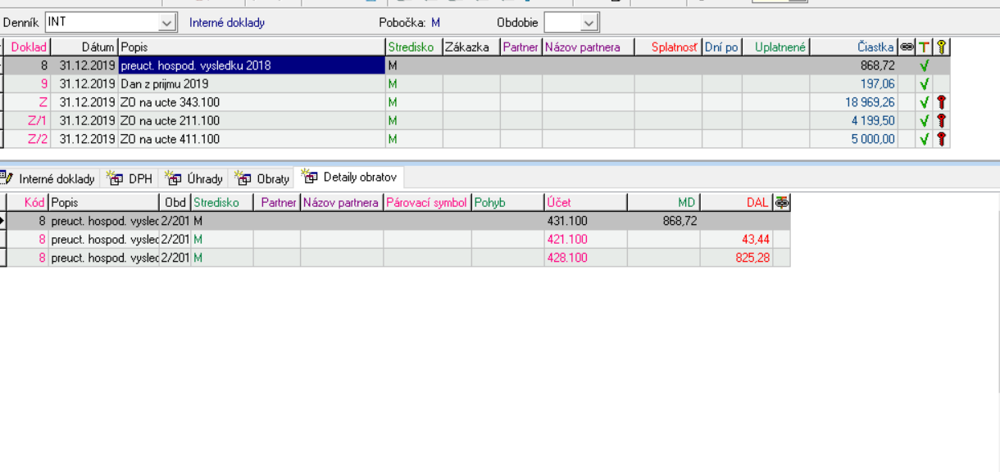 Denník INT Interné doklady Pobočka: M Obdobie
Doklad Dátum Popis Stredisko Zákazka Partner Názov partnera Splatnosť Dní po Uplatnené Čiastka
8 31.12.2019 preuct. hospod. vysledku 2018 M 868,72
9 31.12.2019 Dan z prijmu 2019 M 197,06
Z 31.12.2019 ZO na ucte 343.100 M 18 969,26
Z/1 31.12.2019 ZO na ucte 211.100 M 4 199,50
Z/2 31.12.2019 ZO na ucte 411.100 M 5 000,00
Interné doklady DPH Úhrady Obraty Detaily obratov
Kód Popis Obd Stredisko Partner Názov partnera Párovací symbol Pohyb Účet MD DAL
8 preuct. hospod. vyslec 2/201 M 431.100 868,72
8 preuct. hospod. vyslec 2/201 M 421.100 43,44
8 preuct. hospod. vyslec 2/201 M 428.100 825,28